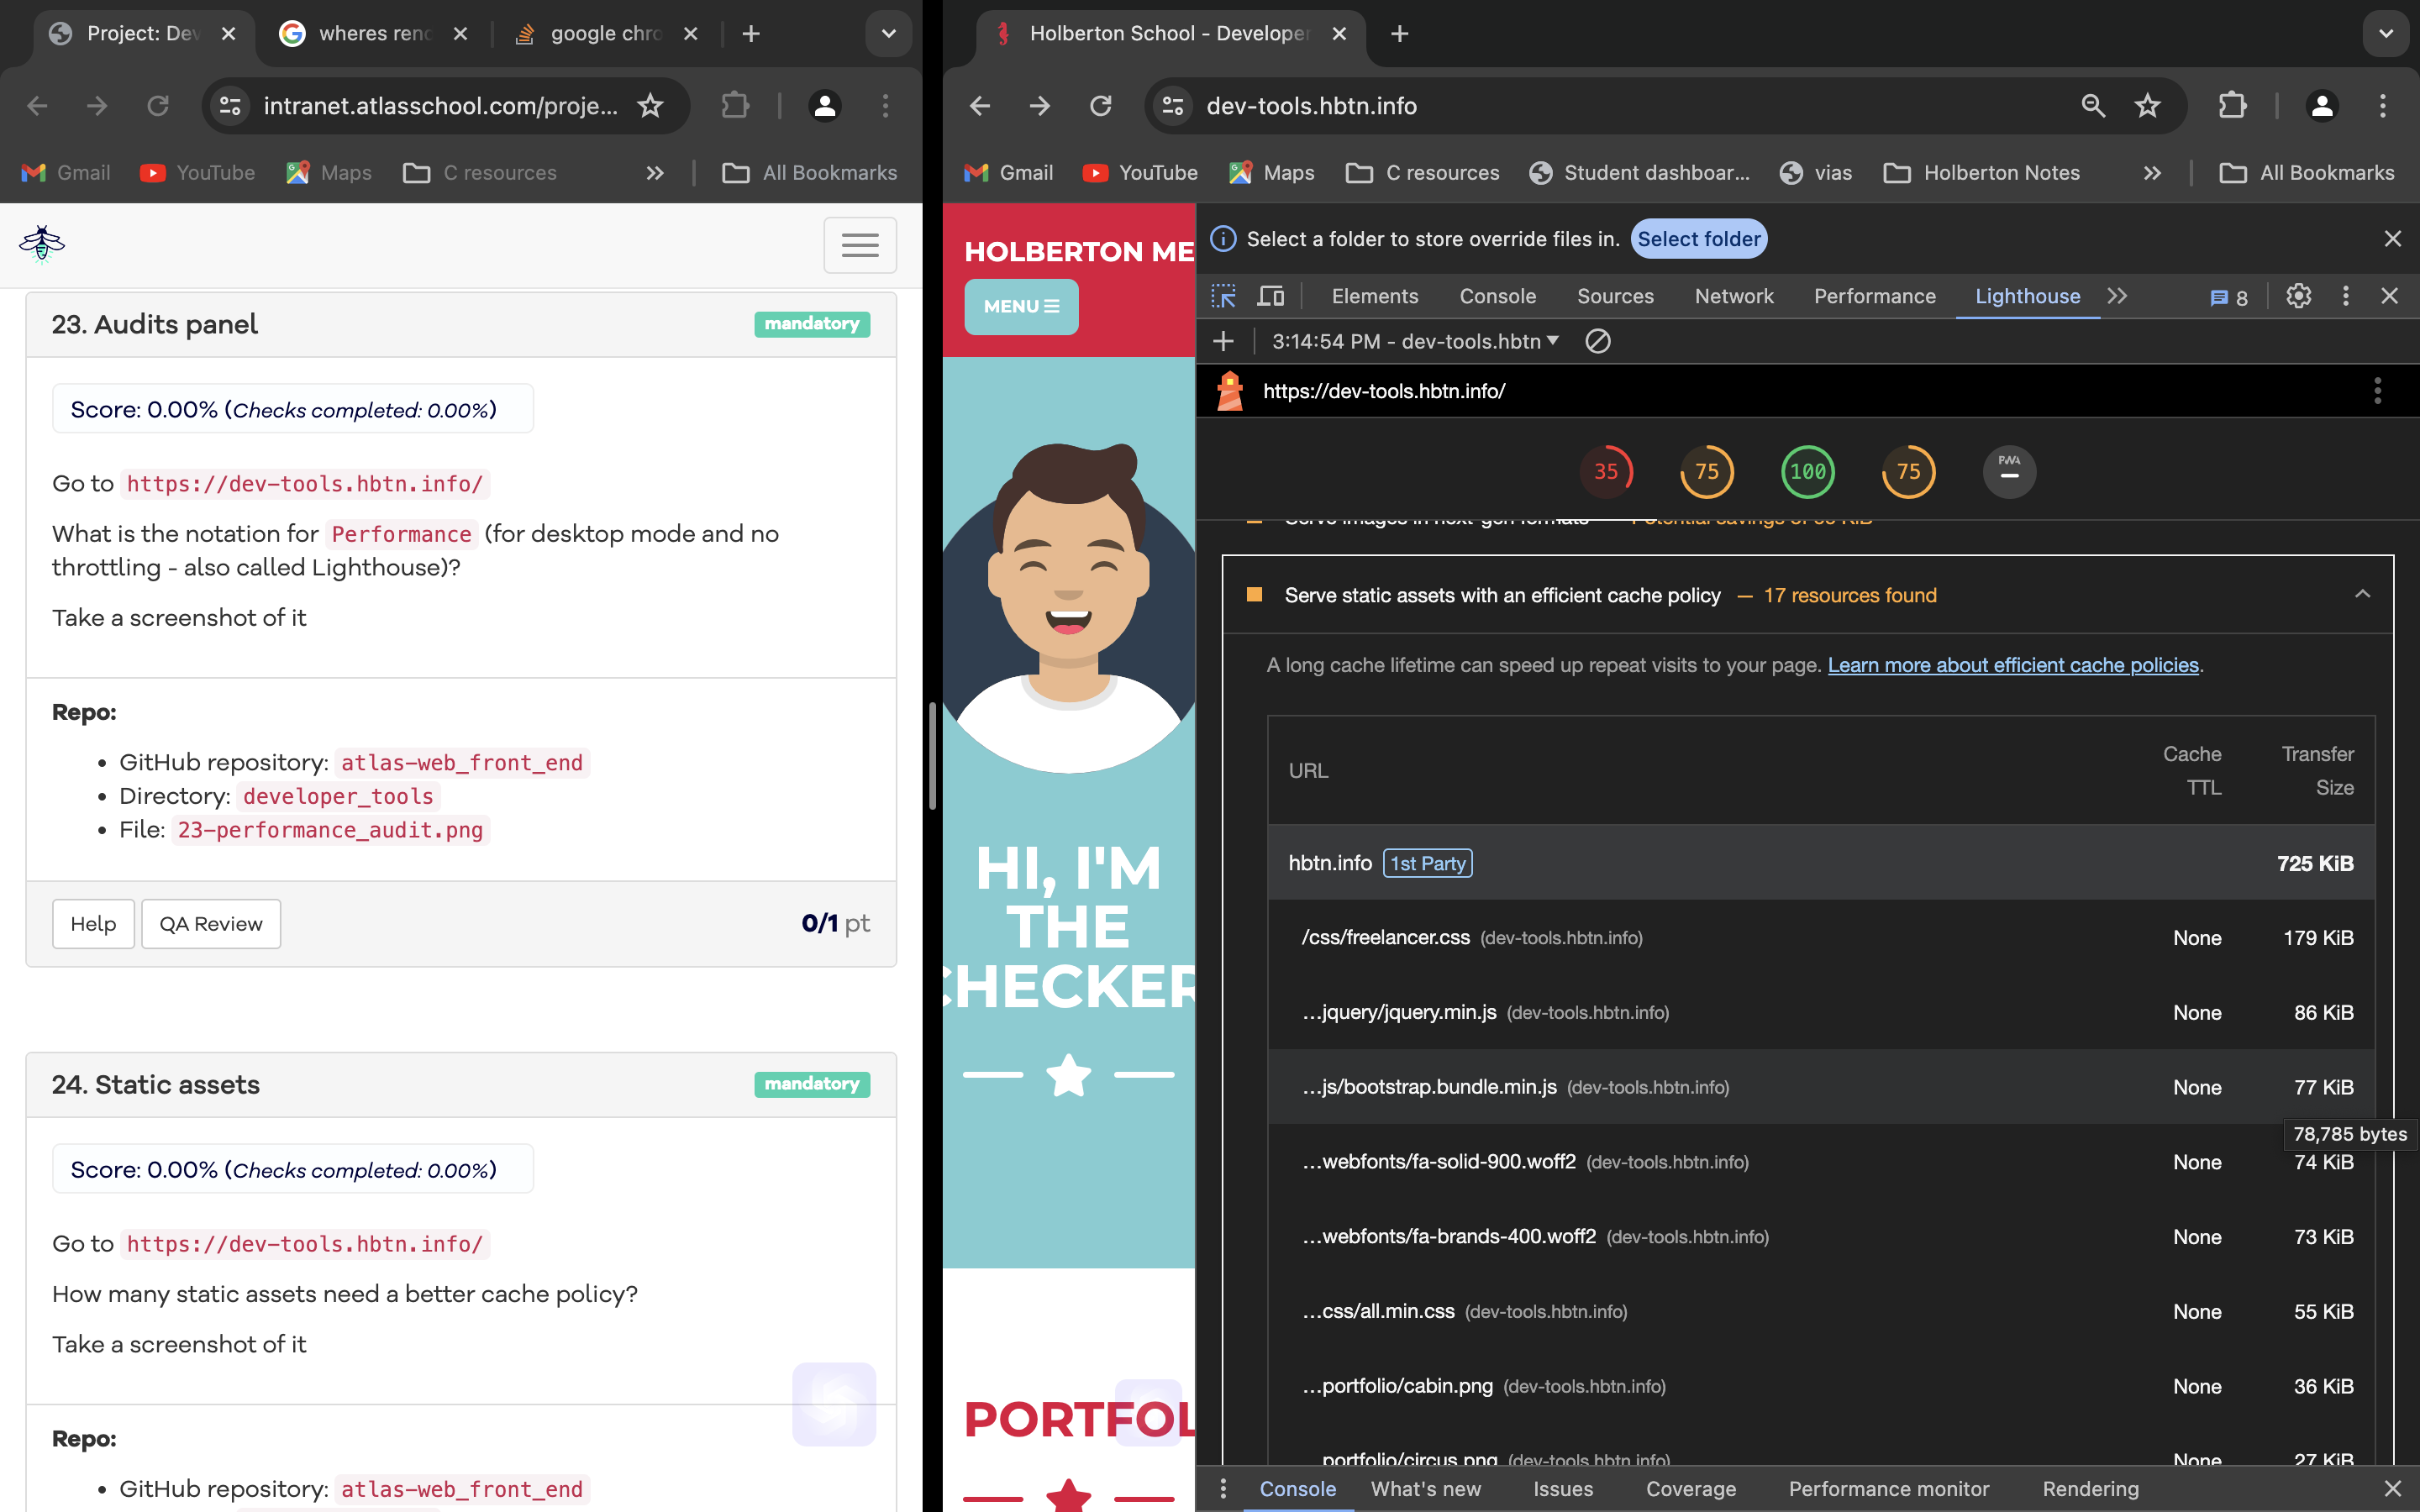 Project: Dev
wheres rend
google chro
intranet.atlasschool.com/proje...
Gmail
YouTube
Maps
C resources
All Bookmarks
23. Audits panel
mandatory
Score: 0.00% (Checks completed: 0.00%)
Go to https://dev-tools.hbtn.info/
What is the notation for Performance (for desktop mode and no
throttling - also called Lighthouse)?
Take a screenshot of it
Repo:
• GitHub repository: atlas-web_front_end
• Directory: developer_tools
• File: 23-performance_audit.png
Help
QA Review
0/1 pt
24. Static assets
mandatory
Score: 0.00% (Checks completed: 0.00%)
Go to https://dev-tools.hbtn.info/
How many static assets need a better cache policy?
Take a screenshot of it
Repo:
• GitHub repository: atlas-web_front_end
Holberton School - Developer
dev-tools.hbtn.info
Gmail
YouTube
Maps
C resources
Student dashboar...
vias
Holberton Notes
All Bookmarks
HOLBERTON ME
MENU
HI, I'M
THE
CHECKER
PORTFOL
Select a folder to store override files in. Select folder
Elements
Console
Sources
Network
Performance
Lighthouse
8
3:14:54 PM - dev-tools.hbtn
https://dev-tools.hbtn.info/
35
75
100
75
PWA
Serve images in next-gen formats — Potential savings of
Serve static assets with an efficient cache policy — 17 resources found
A long cache lifetime can speed up repeat visits to your page. Learn more about efficient cache policies.
URL
Cache
TTL
Transfer
Size
hbtn.info 1st Party 725 KiB
/css/freelancer.css (dev-tools.hbtn.info) None 179 KiB
…jquery/jquery.min.js (dev-tools.hbtn.info) None 86 KiB
…js/bootstrap.bundle.min.js (dev-tools.hbtn.info) None 77 KiB
78,785 bytes
…webfonts/fa-solid-900.woff2 (dev-tools.hbtn.info) None 74 KiB
…webfonts/fa-brands-400.woff2 (dev-tools.hbtn.info) None 73 KiB
…css/all.min.css (dev-tools.hbtn.info) None 55 KiB
…portfolio/cabin.png (dev-tools.hbtn.info) None 36 KiB
portfolio/circus.png (dev-tools.hbtn.info) None 27 KiB
Console
What's new
Issues
Coverage
Performance monitor
Rendering